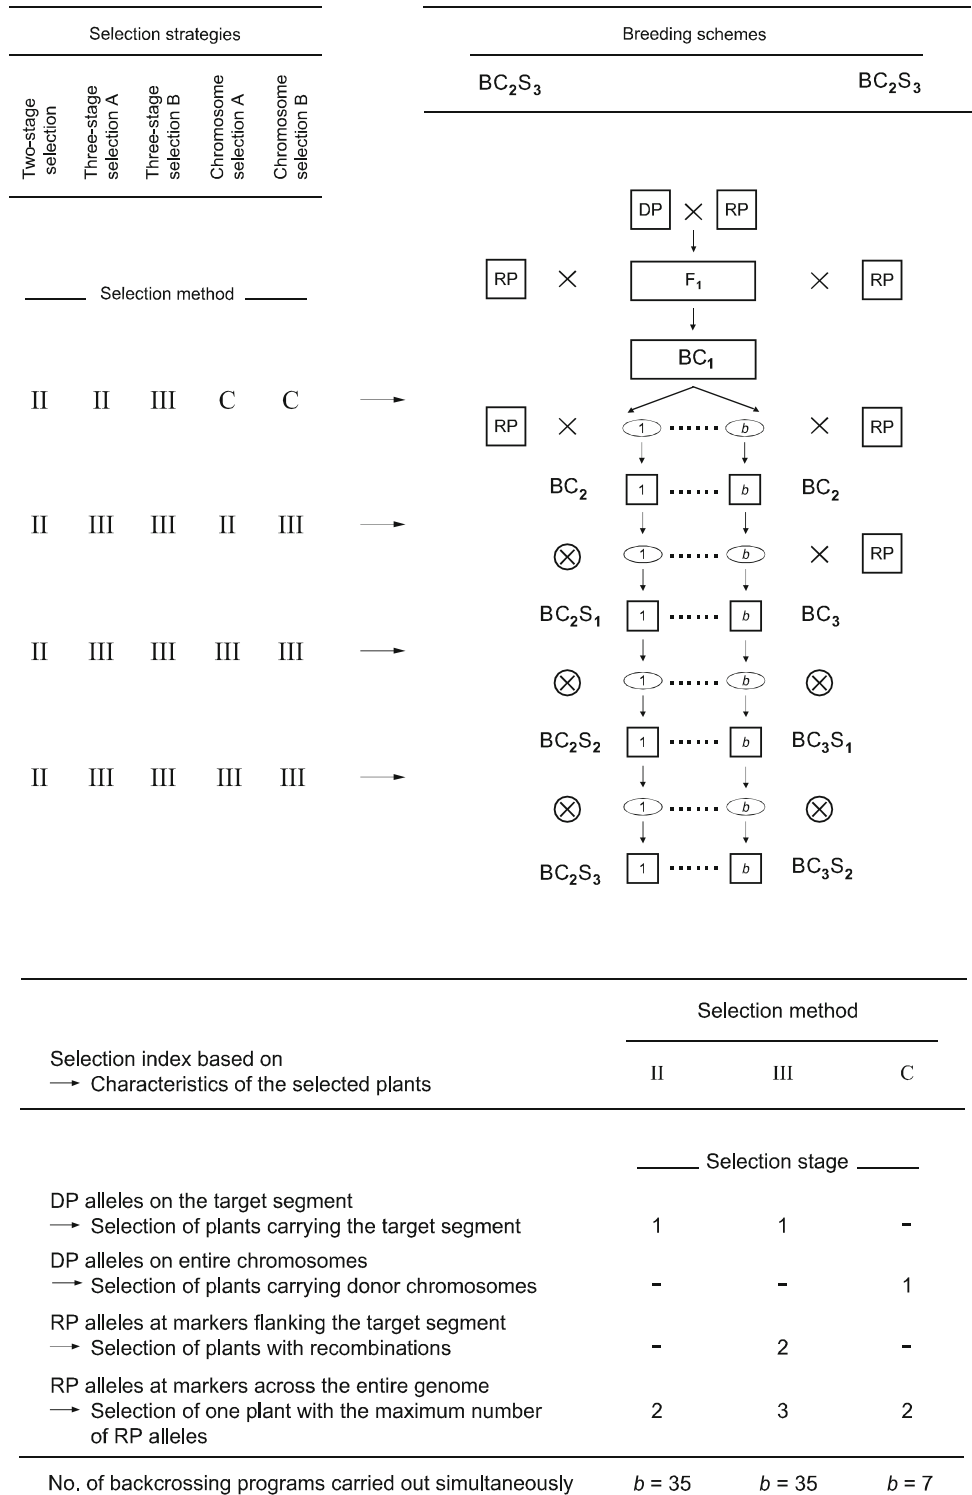 Selection strategies
Breeding schemes
Two-stage selection
Three-stage selection A
Three-stage selection B
Chromosome selection A
Chromosome selection B
BC2S3
BC2S3
DP × RP
Selection method
RP × F1 × RP
BC1
II II III C C →
RP × 1 ...... b × RP
BC2 1 ...... b BC2
II III III II III →
⊗ 1 ...... b × RP
BC2S1 1 ...... b BC3
II III III III III →
⊗ 1 ...... b ⊗
BC2S2 1 ...... b BC3S1
II III III III III →
⊗ 1 ...... b ⊗
BC2S3 1 ...... b BC3S2
Selection method
Selection index based on
→ Characteristics of the selected plants
II III C
Selection stage
DP alleles on the target segment
→ Selection of plants carrying the target segment 1 1 –
DP alleles on entire chromosomes
→ Selection of plants carrying donor chromosomes – – 1
RP alleles at markers flanking the target segment
→ Selection of plants with recombinations – 2 –
RP alleles at markers across the entire genome
→ Selection of one plant with the maximum number 2 3 2
of RP alleles
No. of backcrossing programs carried out simultaneously b = 35 b = 35 b = 7